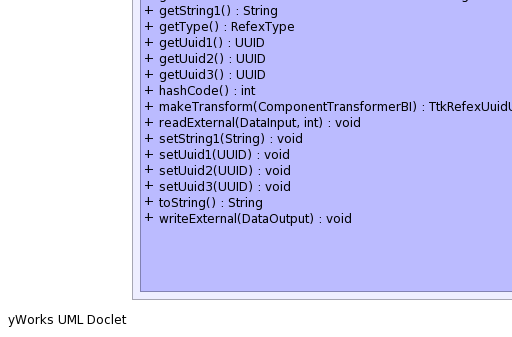 + getString1() : String
+ getType() : RefexType
+ getUuid1() : UUID
+ getUuid2() : UUID
+ getUuid3() : UUID
+ hashCode() : int
+ makeTransform(ComponentTransformerBI) : TtkRefexUuidU
+ readExternal(DataInput, int) : void
+ setString1(String) : void
+ setUuid1(UUID) : void
+ setUuid2(UUID) : void
+ setUuid3(UUID) : void
+ toString() : String
+ writeExternal(DataOutput) : void
yWorks UML Doclet